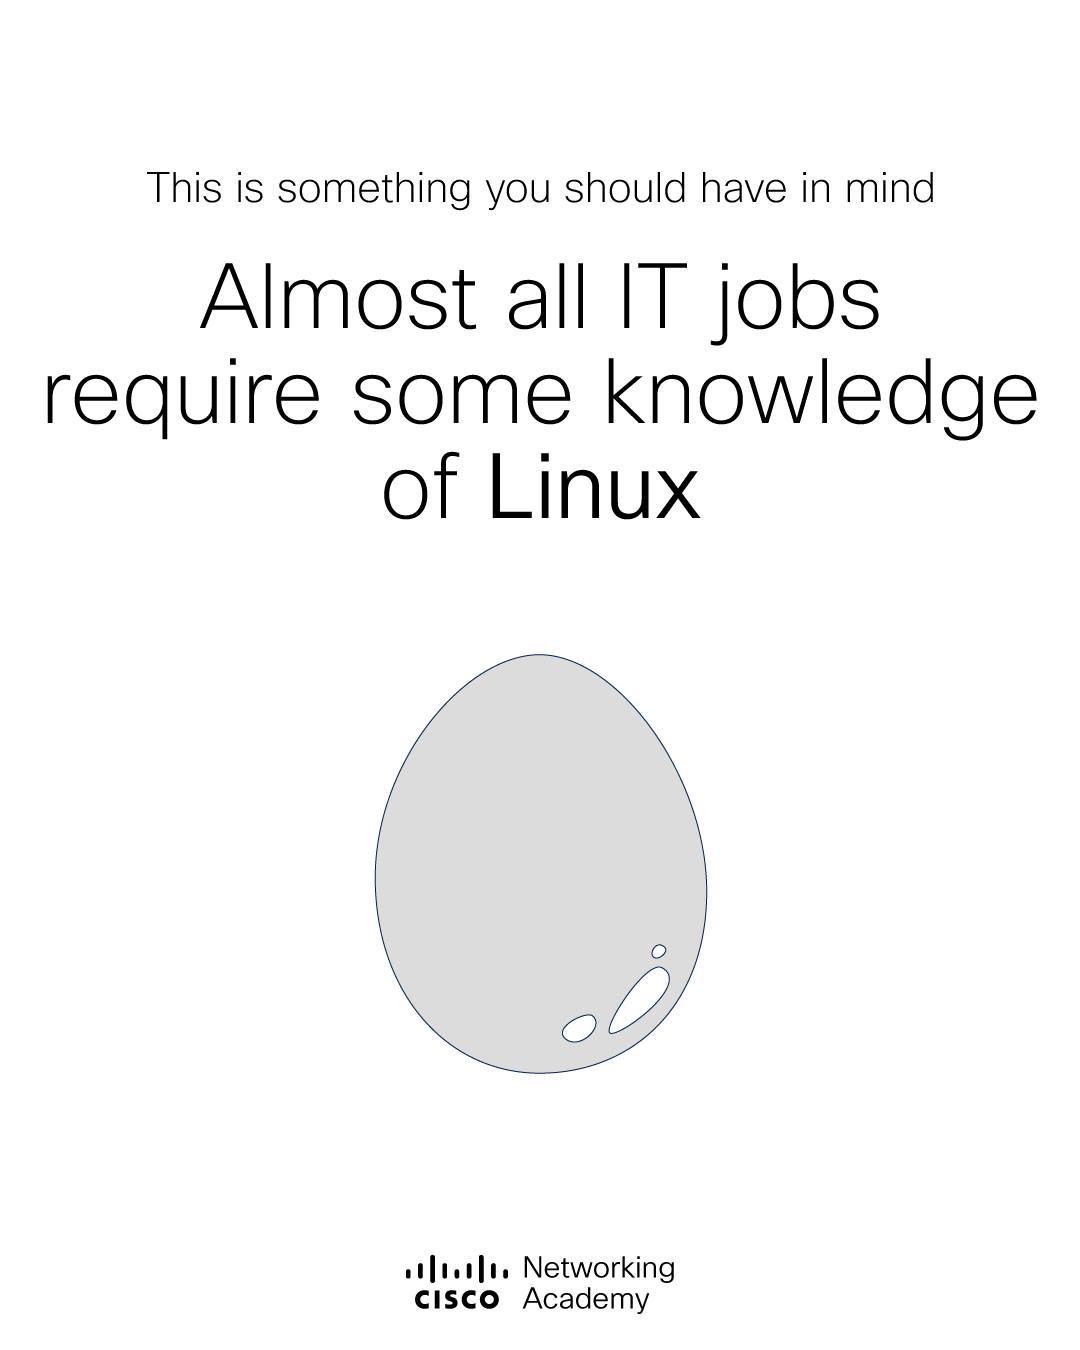 This is something you should have in mind
Almost all IT jobs
require some knowledge
of Linux
CISCO Networking
Academy